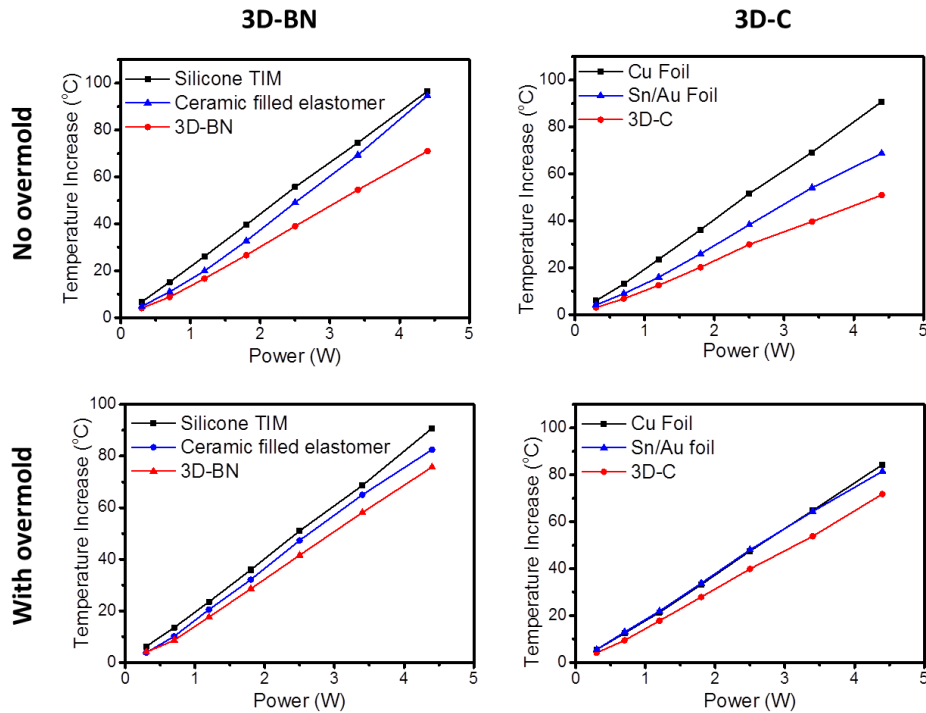 3D-BN
3D-C
No overmold
Temperature Increase (°C)
100
80
60
40
20
0
Silicone TIM
Ceramic filled elastomer
3D-BN
0 1 2 3 4 5
Power (W)
Temperature Increase (°C)
100
80
60
40
20
0
Cu Foil
Sn/Au Foil
3D-C
0 1 2 3 4 5
Power (W)
With overmold
Temperature Increase (°C)
100
80
60
40
20
0
Silicone TIM
Ceramic filled elastomer
3D-BN
0 1 2 3 4 5
Power (W)
Temperature Increase (°C)
100
80
60
40
20
0
Cu Foil
Sn/Au foil
3D-C
0 1 2 3 4 5
Power (W)